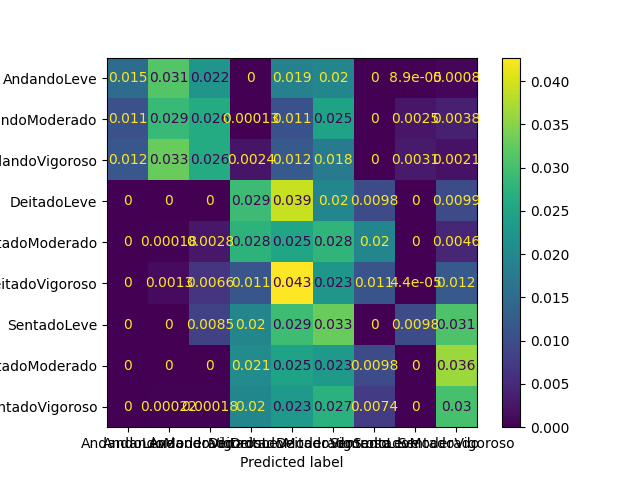 AndandoLeve 0.015 0.031 0.022 0 0.019 0.02 0 8.9e-05 0.0008
ndoModerado 0.011 0.029 0.026 0.00013 0.011 0.025 0 0.0025 0.0038
dandoVigoroso 0.012 0.033 0.026 0.0024 0.012 0.018 0 0.0031 0.0021
DeitadoLeve 0 0 0 0.029 0.039 0.02 0.0098 0 0.0099
tadoModerado 0 0.00018 0.0028 0.028 0.025 0.028 0.02 0 0.0046
eitadoVigoroso 0 0.0013 0.0066 0.011 0.043 0.023 0.011 4.4e-05 0.012
SentadoLeve 0 0 0.0085 0.02 0.029 0.033 0 0.0098 0.031
tadoModerado 0 0 0 0.021 0.025 0.023 0.0098 0 0.036
ntadoVigoroso 0 0.00022 0.00018 0.02 0.023 0.027 0.0074 0 0.03
Predicted label
0.040
0.035
0.030
0.025
0.020
0.015
0.010
0.005
0.000